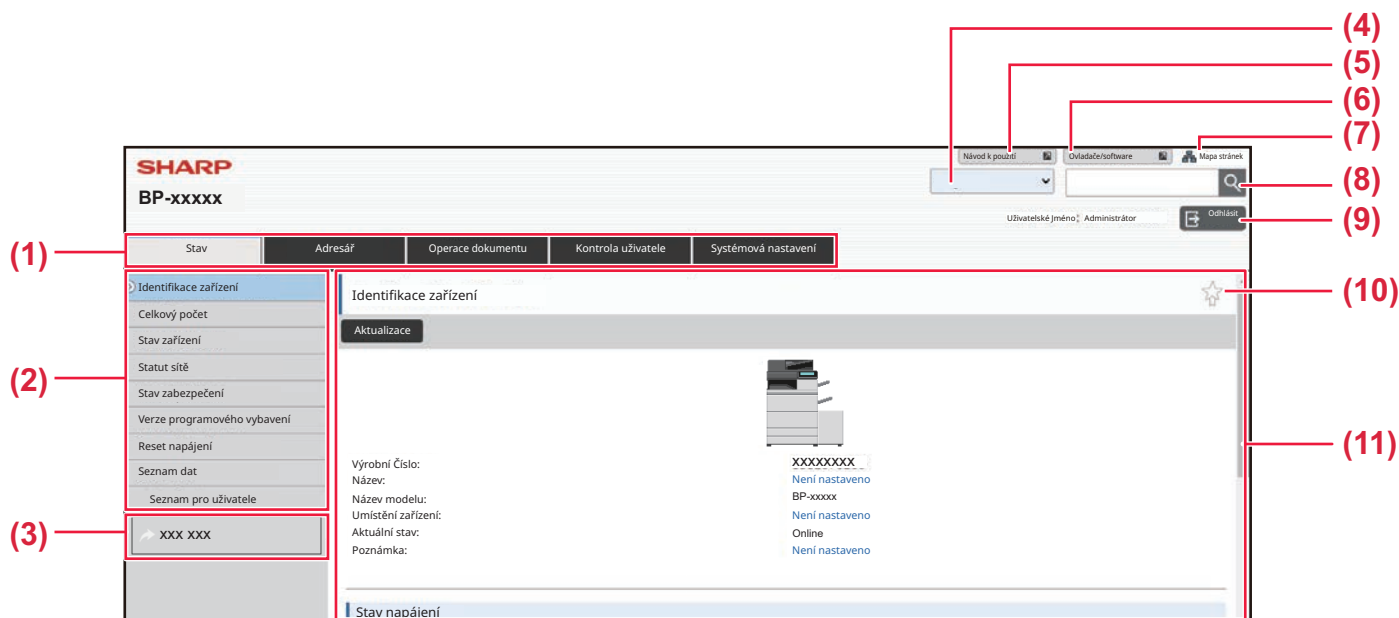 (4)
(5)
(6)
(7)
Návod k použití Ovladače/software Mapa stránek
SHARP
(8)
BP-xxxxx
Uživatelské Jméno: Administrátor Odhlásit
(9)
(1)
Stav Adresář Operace dokumentu Kontrola uživatele Systémová nastavení
Identifikace zařízení
Celkový počet
Stav zařízení
Statut sítě
Stav zabezpečení
Verze programového vybavení
Reset napájení
Seznam dat
Seznam pro uživatele
(2)
XXX XXX
(3)
Identifikace zařízení
(10)
Aktualizace
(11)
Výrobní Číslo: XXXXXXXX
Název: Není nastaveno
Název modelu: BP-xxxxx
Umístění zařízení: Není nastaveno
Aktuální stav: Online
Poznámka: Není nastaveno
Stav napájení